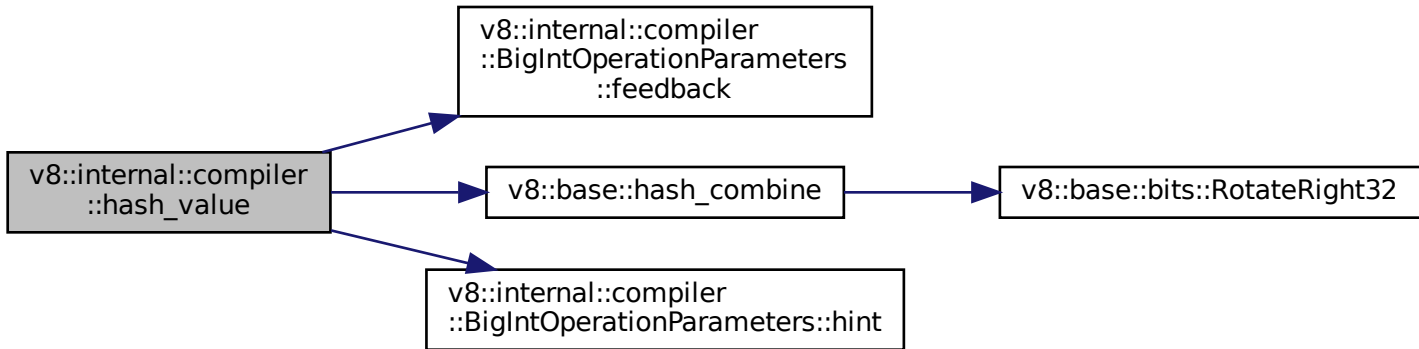 v8::internal::compiler
::BigIntOperationParameters
::feedback
v8::internal::compiler
::hash_value
v8::base::hash_combine
v8::base::bits::RotateRight32
v8::internal::compiler
::BigIntOperationParameters::hint